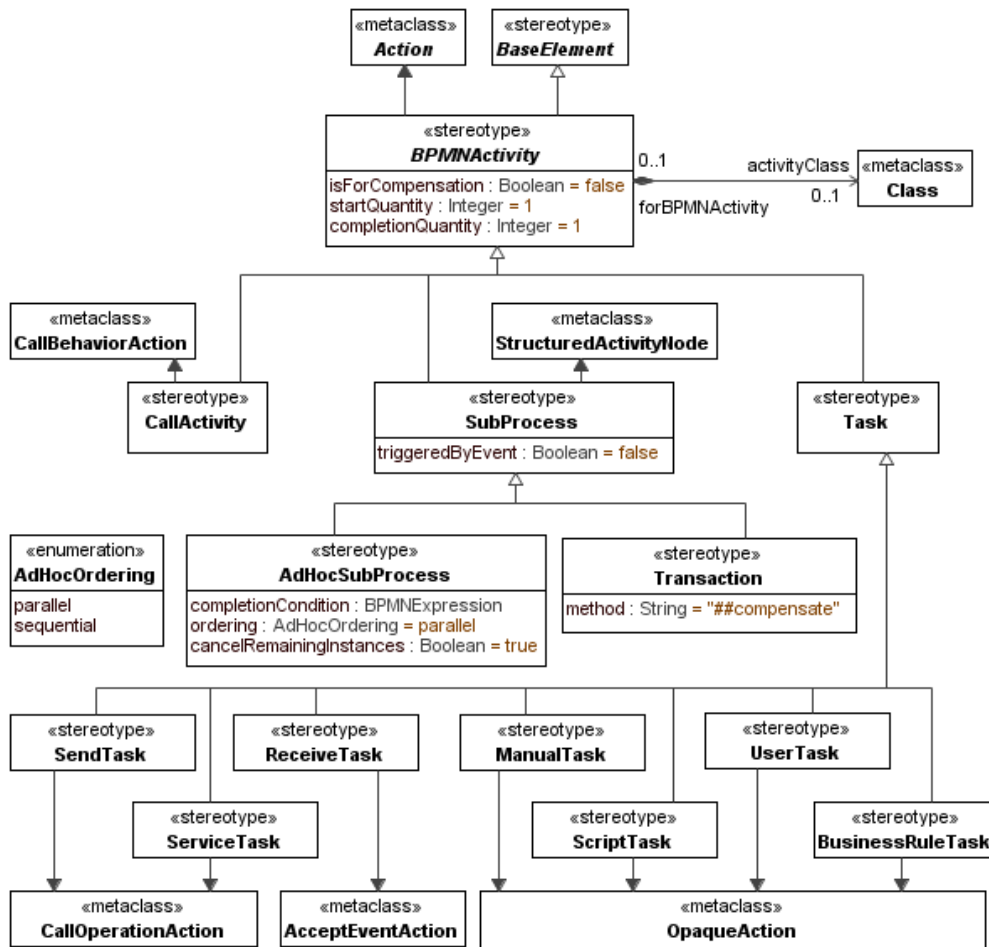 «metaclass»
Action
«stereotype»
BaseElement
«stereotype»
BPMNActivity
isForCompensation : Boolean = false
startQuantity : Integer = 1
completionQuantity : Integer = 1
0..1
activityClass
forBPMNActivity
0..1
«metaclass»
Class
«metaclass»
CallBehaviorAction
«metaclass»
StructuredActivityNode
«stereotype»
CallActivity
«stereotype»
SubProcess
triggeredByEvent : Boolean = false
«stereotype»
Task
«enumeration»
AdHocOrdering
parallel
sequential
«stereotype»
AdHocSubProcess
completionCondition : BPMNExpression
ordering : AdHocOrdering = parallel
cancelRemainingInstances : Boolean = true
«stereotype»
Transaction
method : String = "##compensate"
«stereotype»
SendTask
«stereotype»
ReceiveTask
«stereotype»
ManualTask
«stereotype»
UserTask
«stereotype»
ServiceTask
«stereotype»
ScriptTask
«stereotype»
BusinessRuleTask
«metaclass»
CallOperationAction
«metaclass»
AcceptEventAction
«metaclass»
OpaqueAction